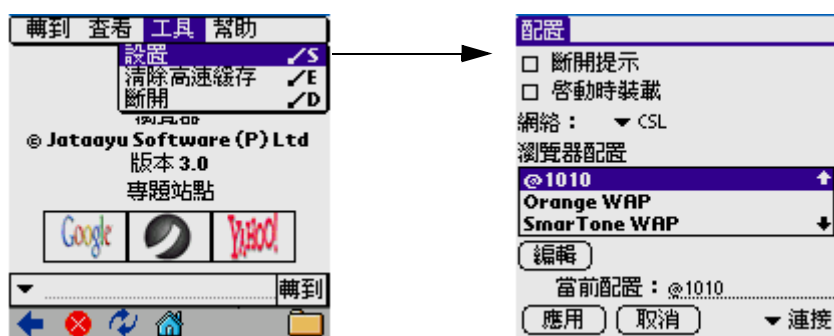 轉到 查看 工具 幫助
設置 ✓S
清除高速緩存 ✓E
斷開 ✓D
瀏覽器
© Jataayu Software (P) Ltd
版本 3.0
專題站點
Google YAHOO!
轉到
配置
斷開提示
啓動時裝載
網絡： CSL
瀏覽器配置
@1010
Orange WAP
SmarTone WAP
編輯
當前配置：@1010
應用 取消 連接